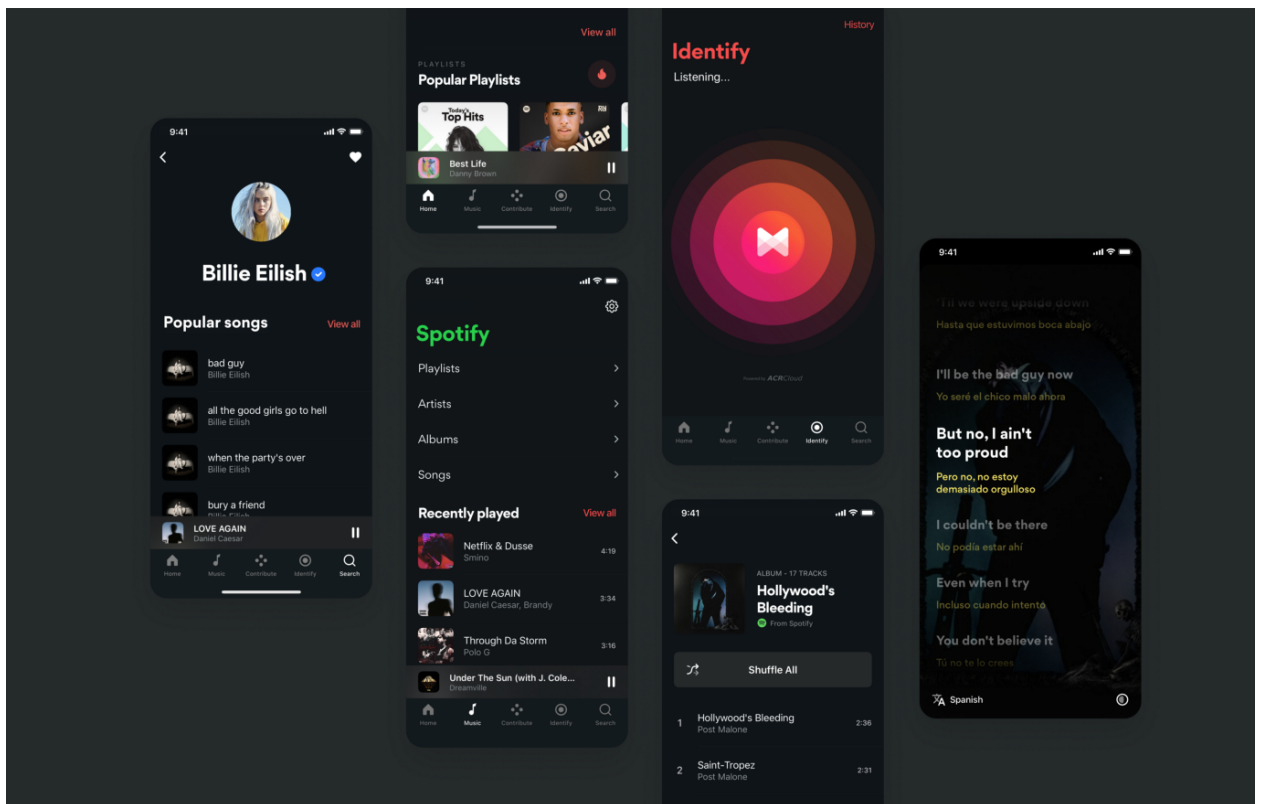 9:41
Billie Eilish
Popular songs
View all
bad guy
Billie Eilish
all the good girls go to hell
Billie Eilish
when the party's over
Billie Eilish
bury a friend
Billie Eilish
LOVE AGAIN
Daniel Caesar
Home Music Contribute Identify Search
View all
PLAYLISTS
Popular Playlists
Today's
Top Hits
Caviar
Best Life
Danny Brown
Home Music Contribute Identify Search
9:41
Spotify
Playlists
Artists
Albums
Songs
Recently played
View all
Netflix & Dusse
4:19
Smino
LOVE AGAIN
3:34
Daniel Caesar, Brandy
Through Da Storm
3:16
Polo G
Under The Sun (with J. Cole...
Dreamville
Home Music Contribute Identify Search
History
Identify
Listening...
Powered by ACRCloud
Home Music Contribute Identify Search
9:41
ALBUM - 17 TRACKS
Hollywood's
Bleeding
From Spotify
Shuffle All
1 Hollywood's Bleeding 2:36
Post Malone
2 Saint-Tropez 2:31
Post Malone
9:41
'Til we were upside down
Hasta que estuvimos boca abajo
I'll be the bad guy now
Yo seré el chico malo ahora
But no, I ain't
too proud
Pero no, no estoy
demasiado orgulloso
I couldn't be there
No podía estar ahí
Even when I try
Incluso cuando intento
You don't believe it
Tú no te lo crees
Spanish